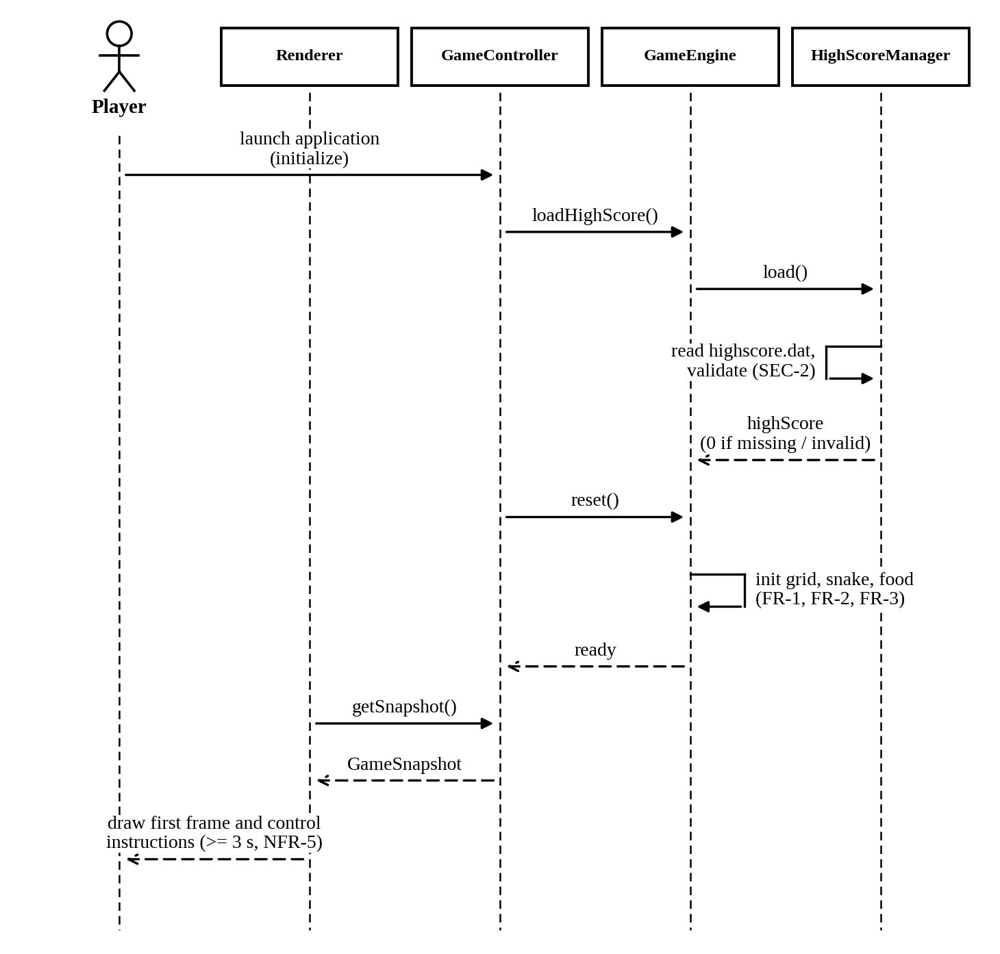 Player
Renderer
GameController
GameEngine
HighScoreManager
launch application
(initialize)
loadHighScore()
load()
read highscore.dat,
validate (SEC-2)
highScore
(0 if missing / invalid)
reset()
init grid, snake, food
(FR-1, FR-2, FR-3)
ready
getSnapshot()
GameSnapshot
draw first frame and control
instructions (>= 3 s, NFR-5)